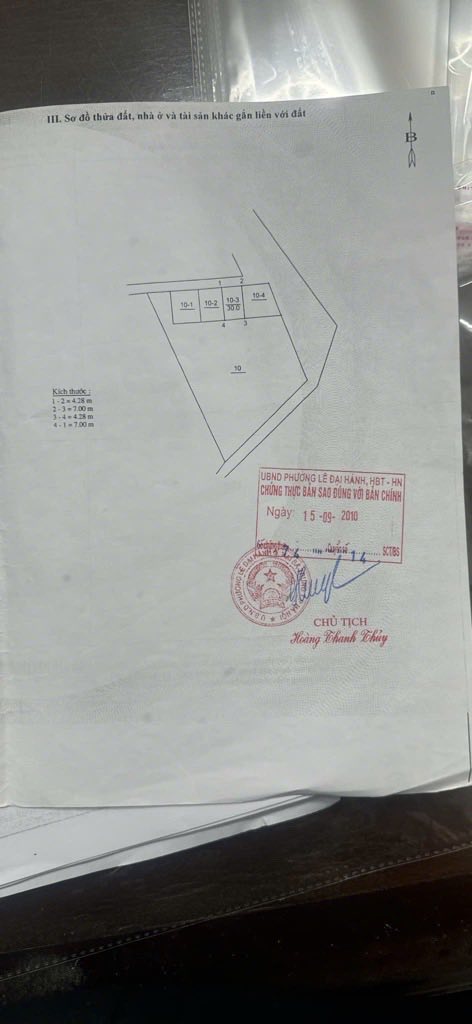 III. Sơ đồ thửa đất, nhà ở và tài sản khác gắn liền với đất
B
1 2
10-1 10-2 10-3 10-4
30.0
4 3
10
Kích thước :
1 - 2 = 4.28 m
2 - 3 = 7.00 m
3 - 4 = 4.28 m
4 - 1 = 7.00 m
UBND PHƯỜNG LÊ ĐẠI HÀNH, HBT - HN
CHỨNG THỰC BẢN SAO ĐÚNG VỚI BẢN CHÍNH
Ngày: 15-09-2010
SCT/BS
CHỦ TỊCH
Hoàng Thanh Thủy